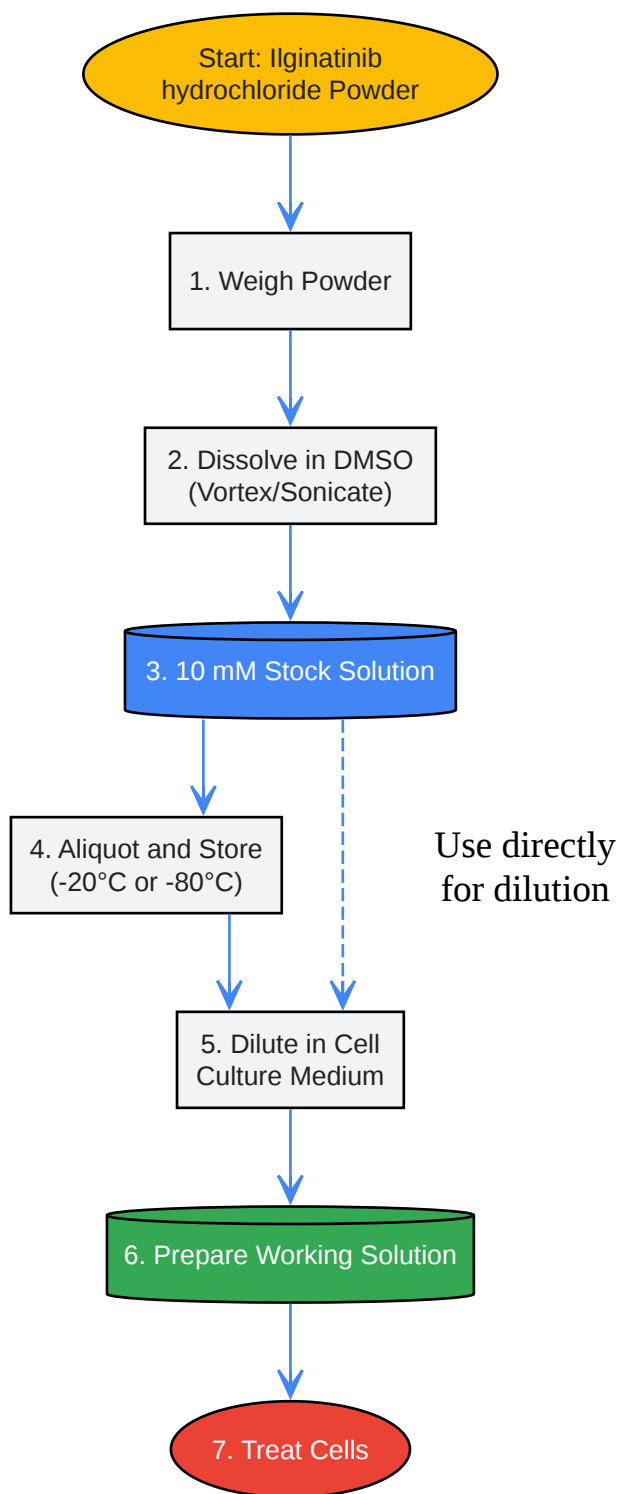 Start: Ilginatinib
hydrochloride Powder
1. Weigh Powder
2. Dissolve in DMSO
(Vortex/Sonicate)
3. 10 mM Stock Solution
4. Aliquot and Store
(-20°C or -80°C)
Use directly
for dilution
5. Dilute in Cell
Culture Medium
6. Prepare Working Solution
7. Treat Cells